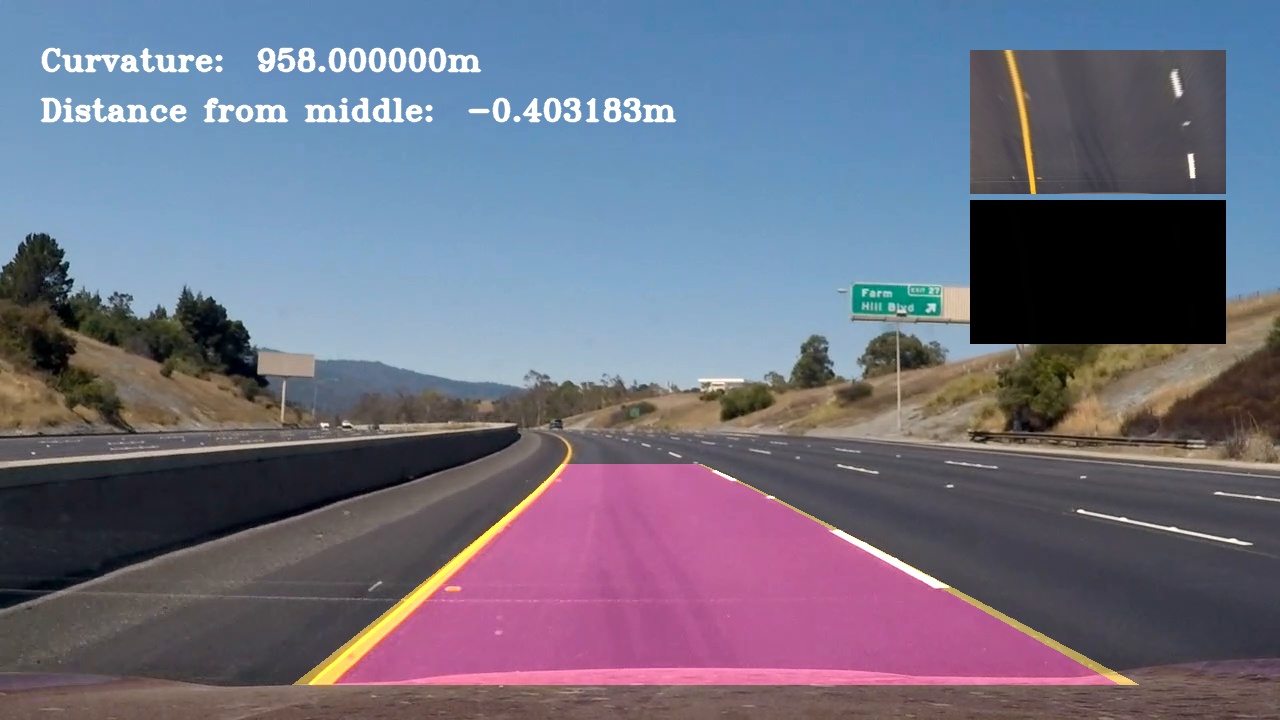 Curvature: 958.000000m
Distance from middle: -0.403183m
EXIT 27
Farm
Hill Blvd